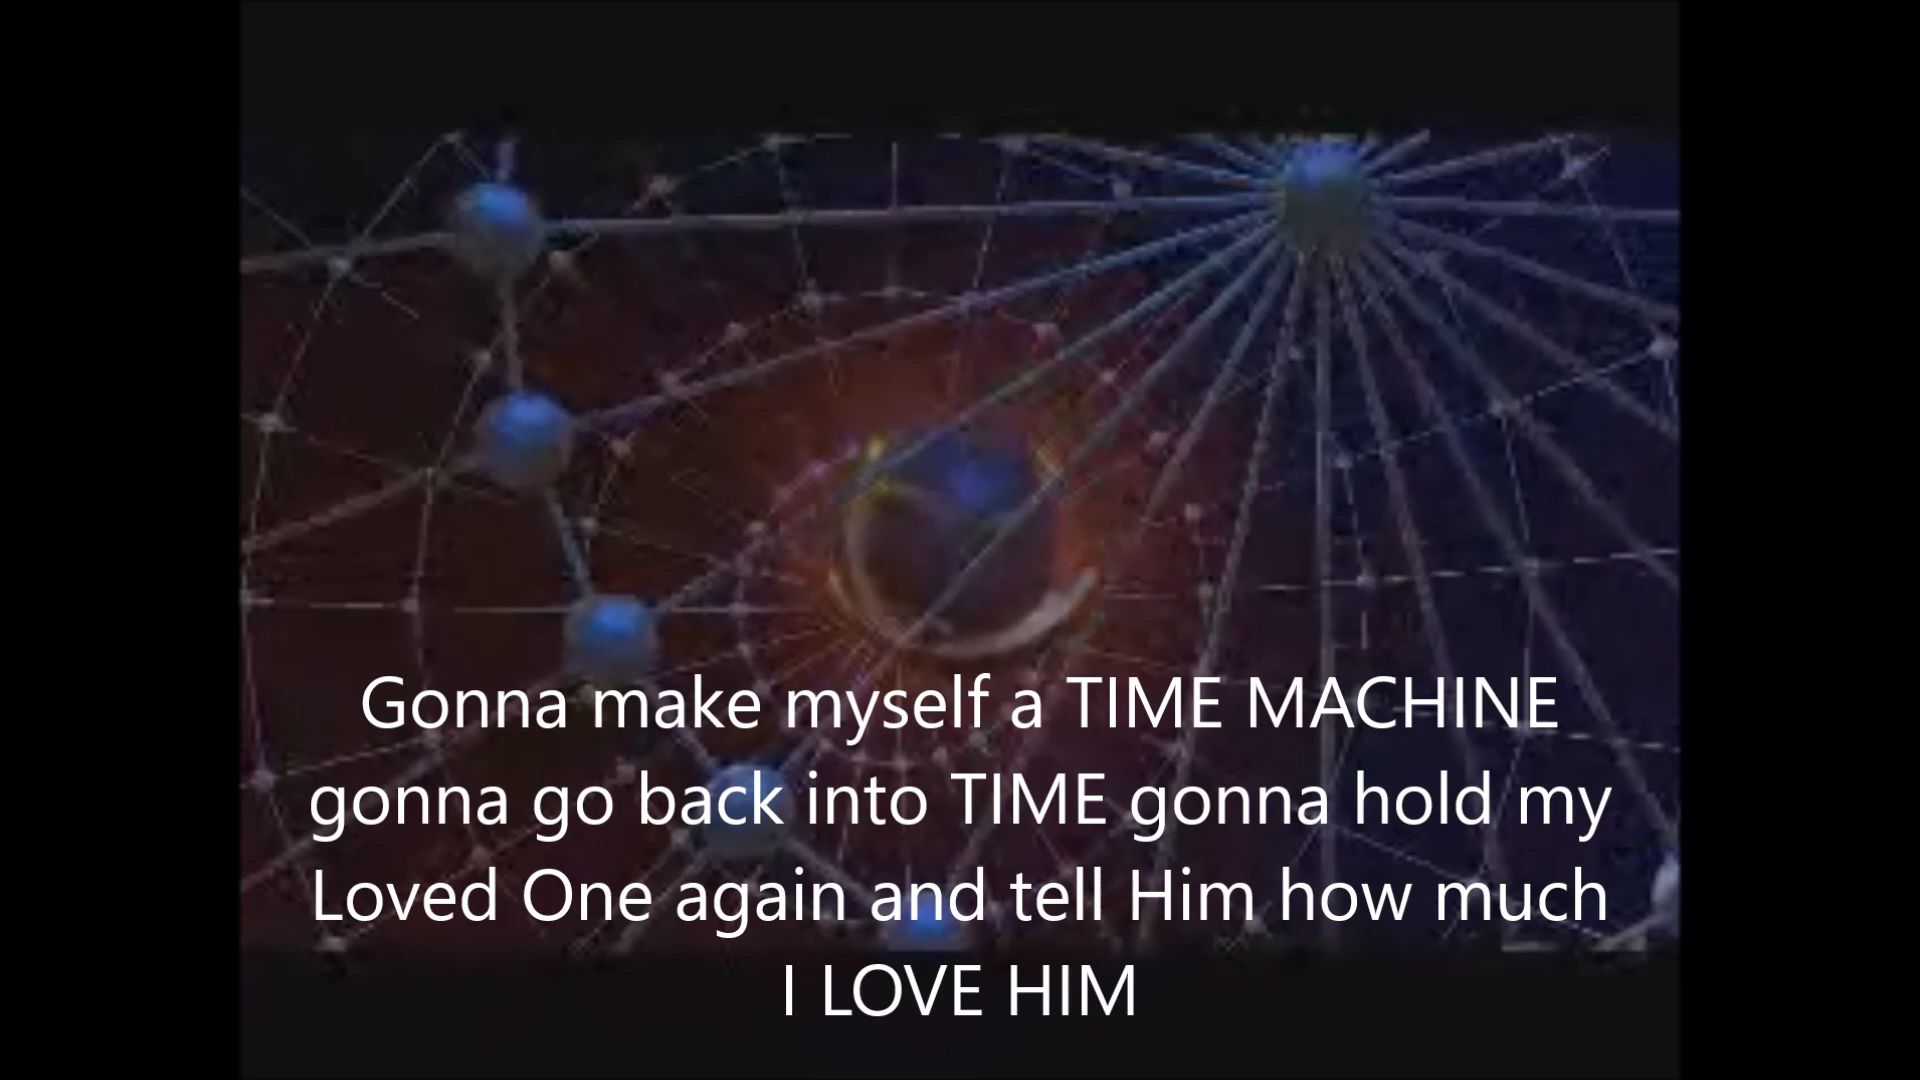 Gonna make myself a TIME MACHINE
gonna go back into TIME gonna hold my
Loved One again and tell Him how much
I LOVE HIM